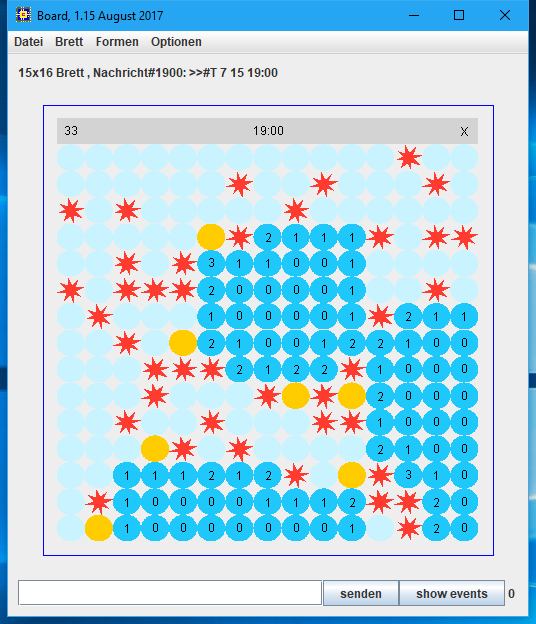 Board, 1.15 August 2017
Datei Brett Formen Optionen
15x16 Brett , Nachricht#1900: >>#T 7 15 19:00
33 19:00 X
2 1 1 1
3 1 1 0 0 1
2 0 0 0 0 1
1 0 0 0 0 1 2 1 1
2 1 0 0 1 2 2 1 0 0
2 1 2 2 1 0 0 0
2 0 0 0
1 0 0 0
2 1 0 0
1 1 1 2 1 2 3 1 0
1 0 0 0 1 1 1 2 2 0
1 0 0 0 0 0 0 0 1 2 0
senden show events 0